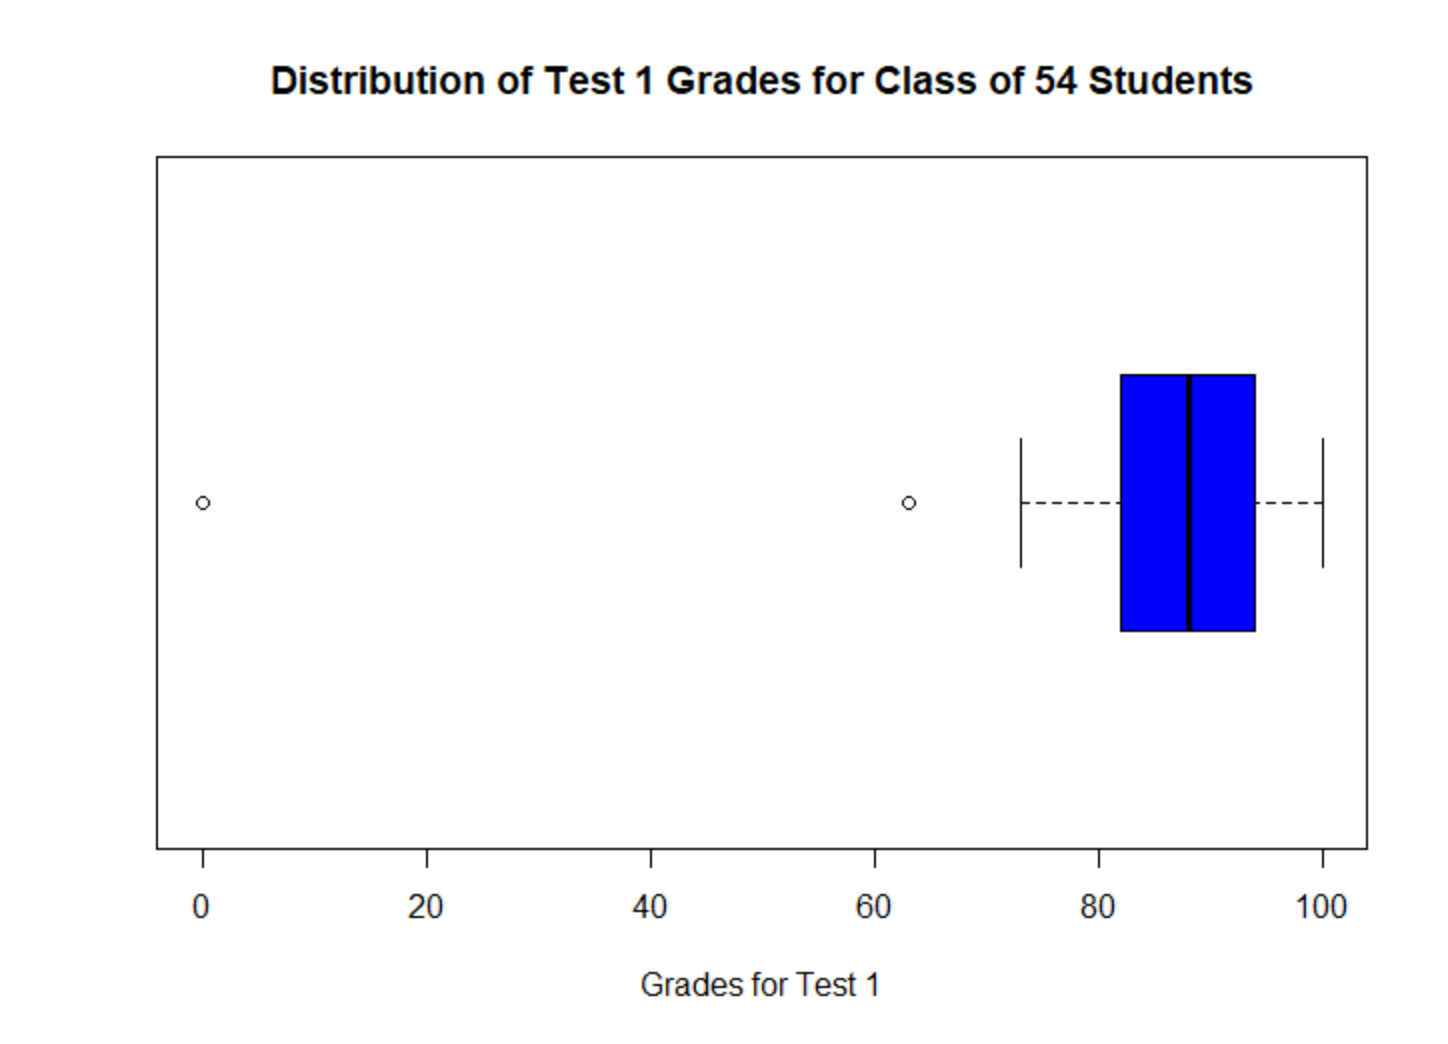 Distribution of Test 1 Grades for Class of 54 Students
0 20 40 60 80 100
Grades for Test 1